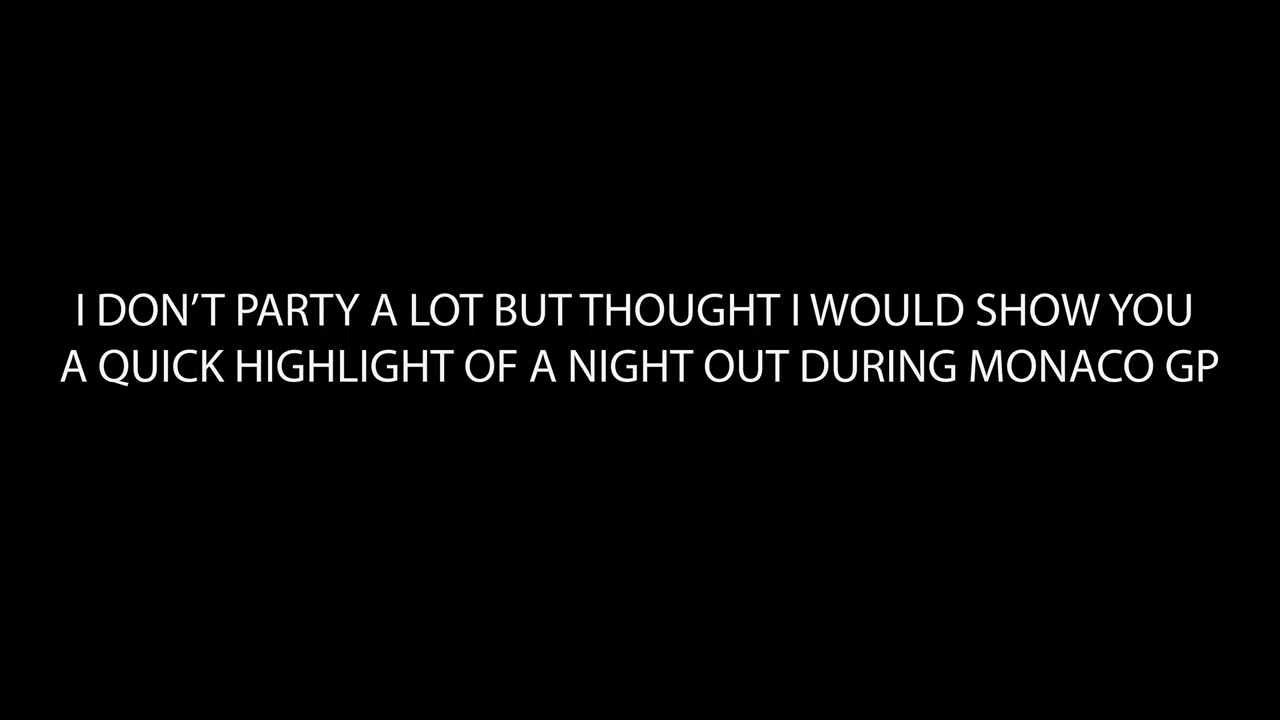 I DON’T PARTY A LOT BUT THOUGHT I WOULD SHOW YOU
A QUICK HIGHLIGHT OF A NIGHT OUT DURING MONACO GP